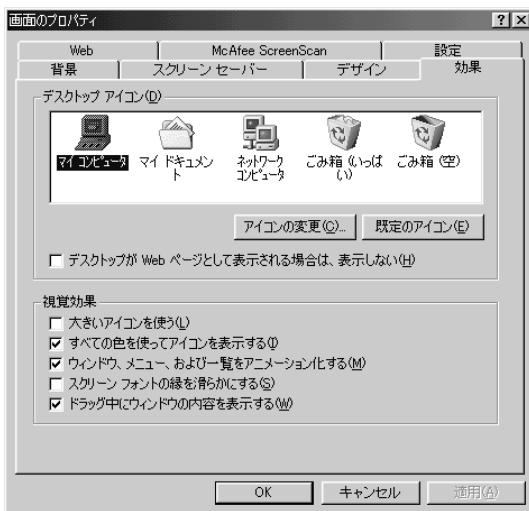 画面のプロパティ
Web
McAfee ScreenScan
設定
背景
スクリーン セーバー
デザイン
効果
デスクトップ アイコン(D)
マイ コンピュータ
マイ ドキュメン
ト
ネットワーク
コンピュータ
ごみ箱 (いっぱ
い)
ごみ箱 (空)
アイコンの変更(C)...
既定のアイコン(E)
デスクトップが Web ページとして表示される場合は、表示しない(H)
視覚効果
大きいアイコンを使う(L)
すべての色を使ってアイコンを表示する(I)
ウィンドウ、メニュー、および一覧をアニメーション化する(M)
スクリーン フォントの縁を滑らかにする(S)
ドラッグ中にウィンドウの内容を表示する(W)
OK
キャンセル
適用(A)